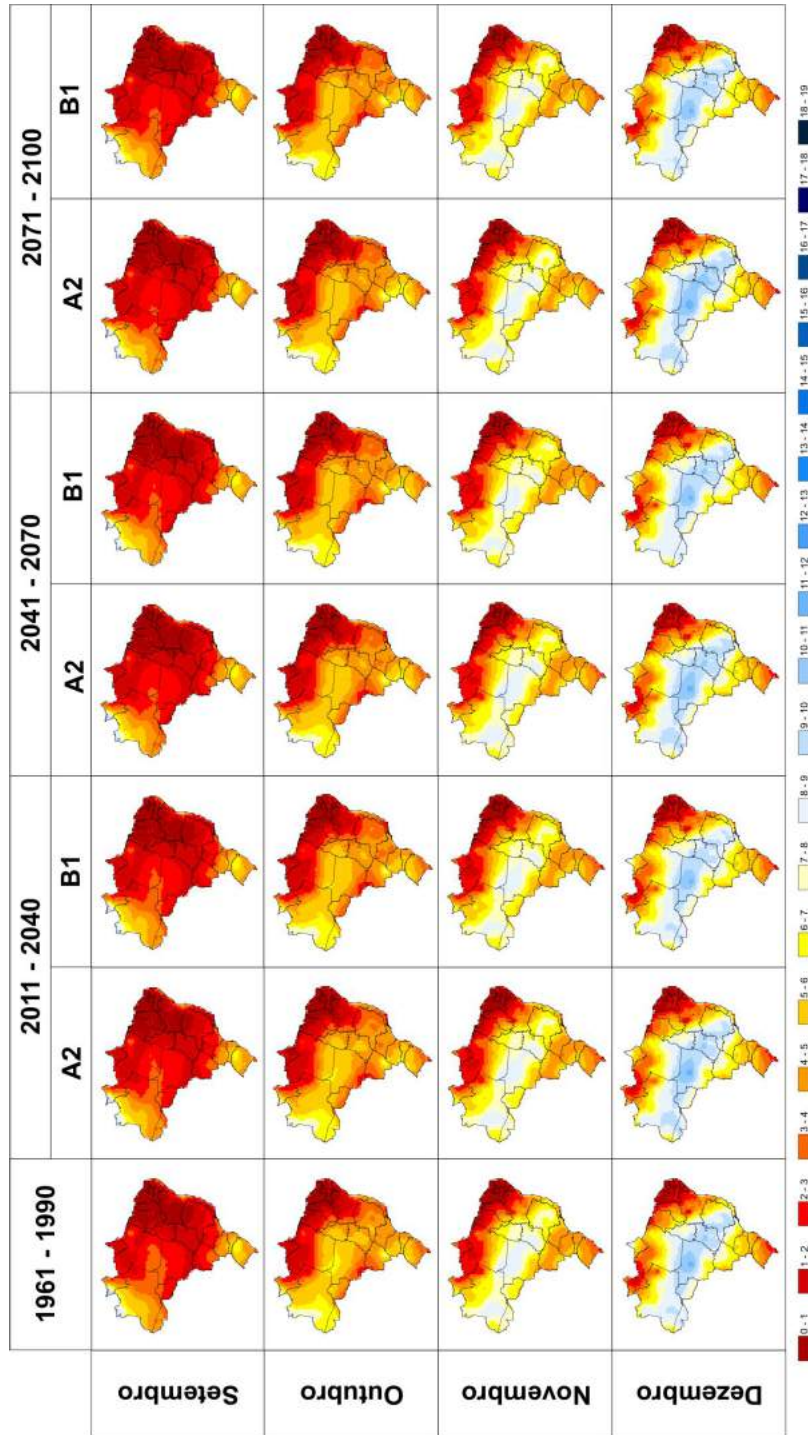 1961 - 1990
2011 - 2040
2041 - 2070
2071 - 2100
A2
B1
A2
B1
A2
B1
Setembro
Outubro
Novembro
Dezembro
0 - 1
1 - 2
2 - 3
3 - 4
4 - 5
5 - 6
6 - 7
7 - 8
8 - 9
9 - 10
10 - 11
11 - 12
12 - 13
13 - 14
14 - 15
15 - 16
16 - 17
17 - 18
18 - 19